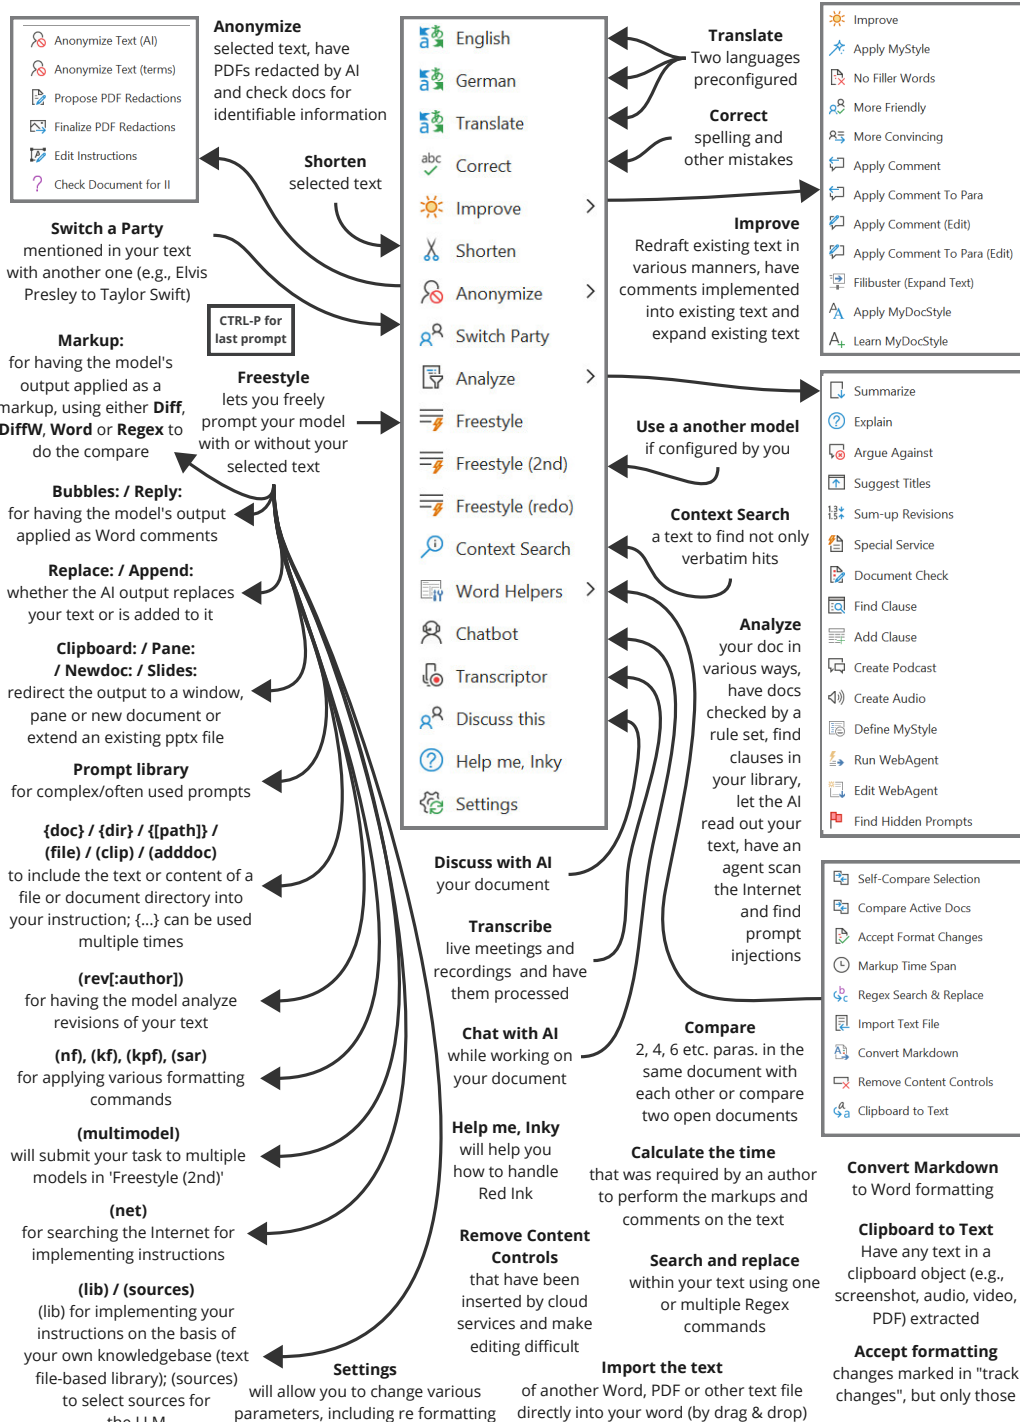 Anonymize Text (AI)
Anonymize Text (terms)
Propose PDF Redactions
Finalize PDF Redactions
Edit Instructions
Check Document for II
Anonymize
selected text, have
PDFs redacted by AI
and check docs for
identifiable information
Shorten
selected text
Switch a Party
mentioned in your text
with another one (e.g., Elvis
Presley to Taylor Swift)
CTRL-P for
last prompt
Markup:
for having the model's
output applied as a
markup, using either Diff,
DiffW, Word or Regex to
do the compare
Freestyle
lets you freely
prompt your model
with or without your
selected text
Bubbles: / Reply:
for having the model's output
applied as Word comments
Replace: / Append:
whether the AI output replaces
your text or is added to it
Clipboard: / Pane:
/ Newdoc: / Slides:
redirect the output to a window,
pane or new document or
extend an existing pptx file
Prompt library
for complex/often used prompts
{doc} / {dir} / {[path]} /
(file) / (clip) / (adddoc)
to include the text or content of a
file or document directory into
your instruction; {...} can be used
multiple times
(rev[:author])
for having the model analyze
revisions of your text
(nf), (kf), (kpf), (sar)
for applying various formatting
commands
(multimodel)
will submit your task to multiple
models in 'Freestyle (2nd)'
(net)
for searching the Internet for
implementing instructions
(lib) / (sources)
(lib) for implementing your
instructions on the basis of
your own knowledgebase (text
file-based library); (sources)
to select sources for
the LLM
English
German
Translate
abc
Correct
Improve
Shorten
Anonymize
Switch Party
Analyze
Freestyle
Freestyle (2nd)
Freestyle (redo)
Context Search
Word Helpers
Chatbot
Transcriptor
Discuss this
Help me, Inky
Settings
Translate
Two languages
preconfigured
Correct
spelling and
other mistakes
Improve
Redraft existing text in
various manners, have
comments implemented
into existing text and
expand existing text
Use a another model
if configured by you
Context Search
a text to find not only
verbatim hits
Analyze
your doc in
various ways,
have docs
checked by a
rule set, find
clauses in
your library,
let the AI
read out your
text, have an
agent scan
the Internet
and find
prompt
injections
Discuss with AI
your document
Transcribe
live meetings and
recordings and have
them processed
Chat with AI
while working on
your document
Help me, Inky
will help you
how to handle
Red Ink
Remove Content
Controls
that have been
inserted by cloud
services and make
editing difficult
Settings
will allow you to change various
parameters, including re formatting
Compare
2, 4, 6 etc. paras. in the
same document with
each other or compare
two open documents
Calculate the time
that was required by an author
to perform the markups and
comments on the text
Search and replace
within your text using one
or multiple Regex
commands
Import the text
of another Word, PDF or other text file
directly into your word (by drag & drop)
Improve
Apply MyStyle
No Filler Words
More Friendly
More Convincing
Apply Comment
Apply Comment To Para
Apply Comment (Edit)
Apply Comment To Para (Edit)
Filibuster (Expand Text)
Apply MyDocStyle
Learn MyDocStyle
Summarize
Explain
Argue Against
Suggest Titles
Sum-up Revisions
Special Service
Document Check
Find Clause
Add Clause
Create Podcast
Create Audio
Define MyStyle
Run WebAgent
Edit WebAgent
Find Hidden Prompts
Self-Compare Selection
Compare Active Docs
Accept Format Changes
Markup Time Span
Regex Search & Replace
Import Text File
Convert Markdown
Remove Content Controls
Clipboard to Text
Convert Markdown
to Word formatting
Clipboard to Text
Have any text in a
clipboard object (e.g.,
screenshot, audio, video,
PDF) extracted
Accept formatting
changes marked in "track
changes", but only those